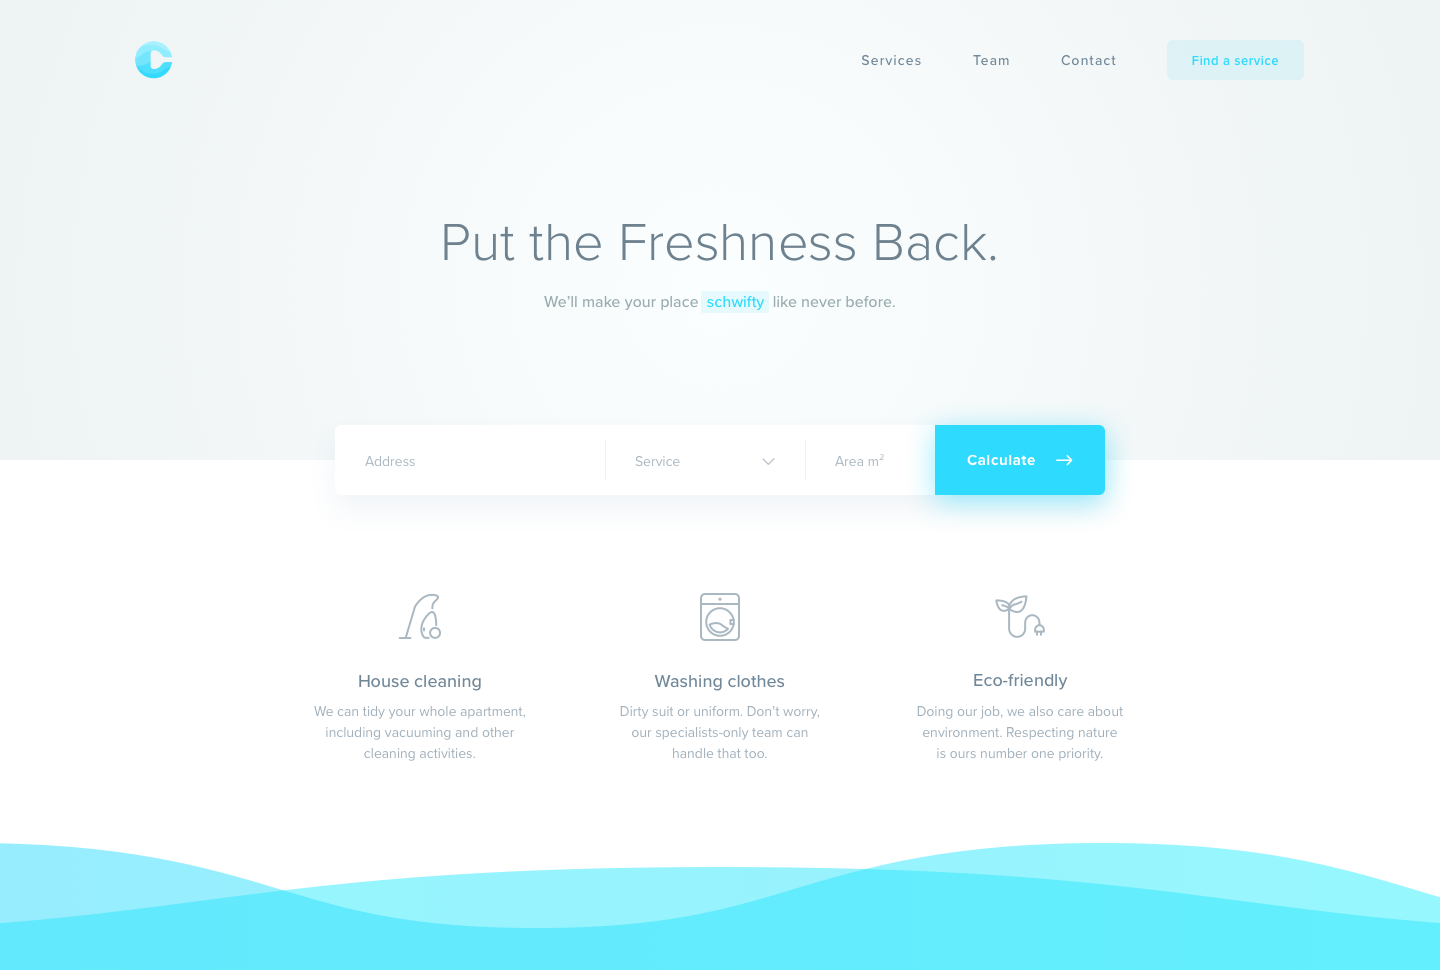 Services Team Contact Find a service
Put the Freshness Back.
We'll make your place schwifty like never before.
Address Service Area m² Calculate
House cleaning
We can tidy your whole apartment,
including vacuuming and other
cleaning activities.
Washing clothes
Dirty suit or uniform. Don't worry,
our specialists-only team can
handle that too.
Eco-friendly
Doing our job, we also care about
environment. Respecting nature
is ours number one priority.